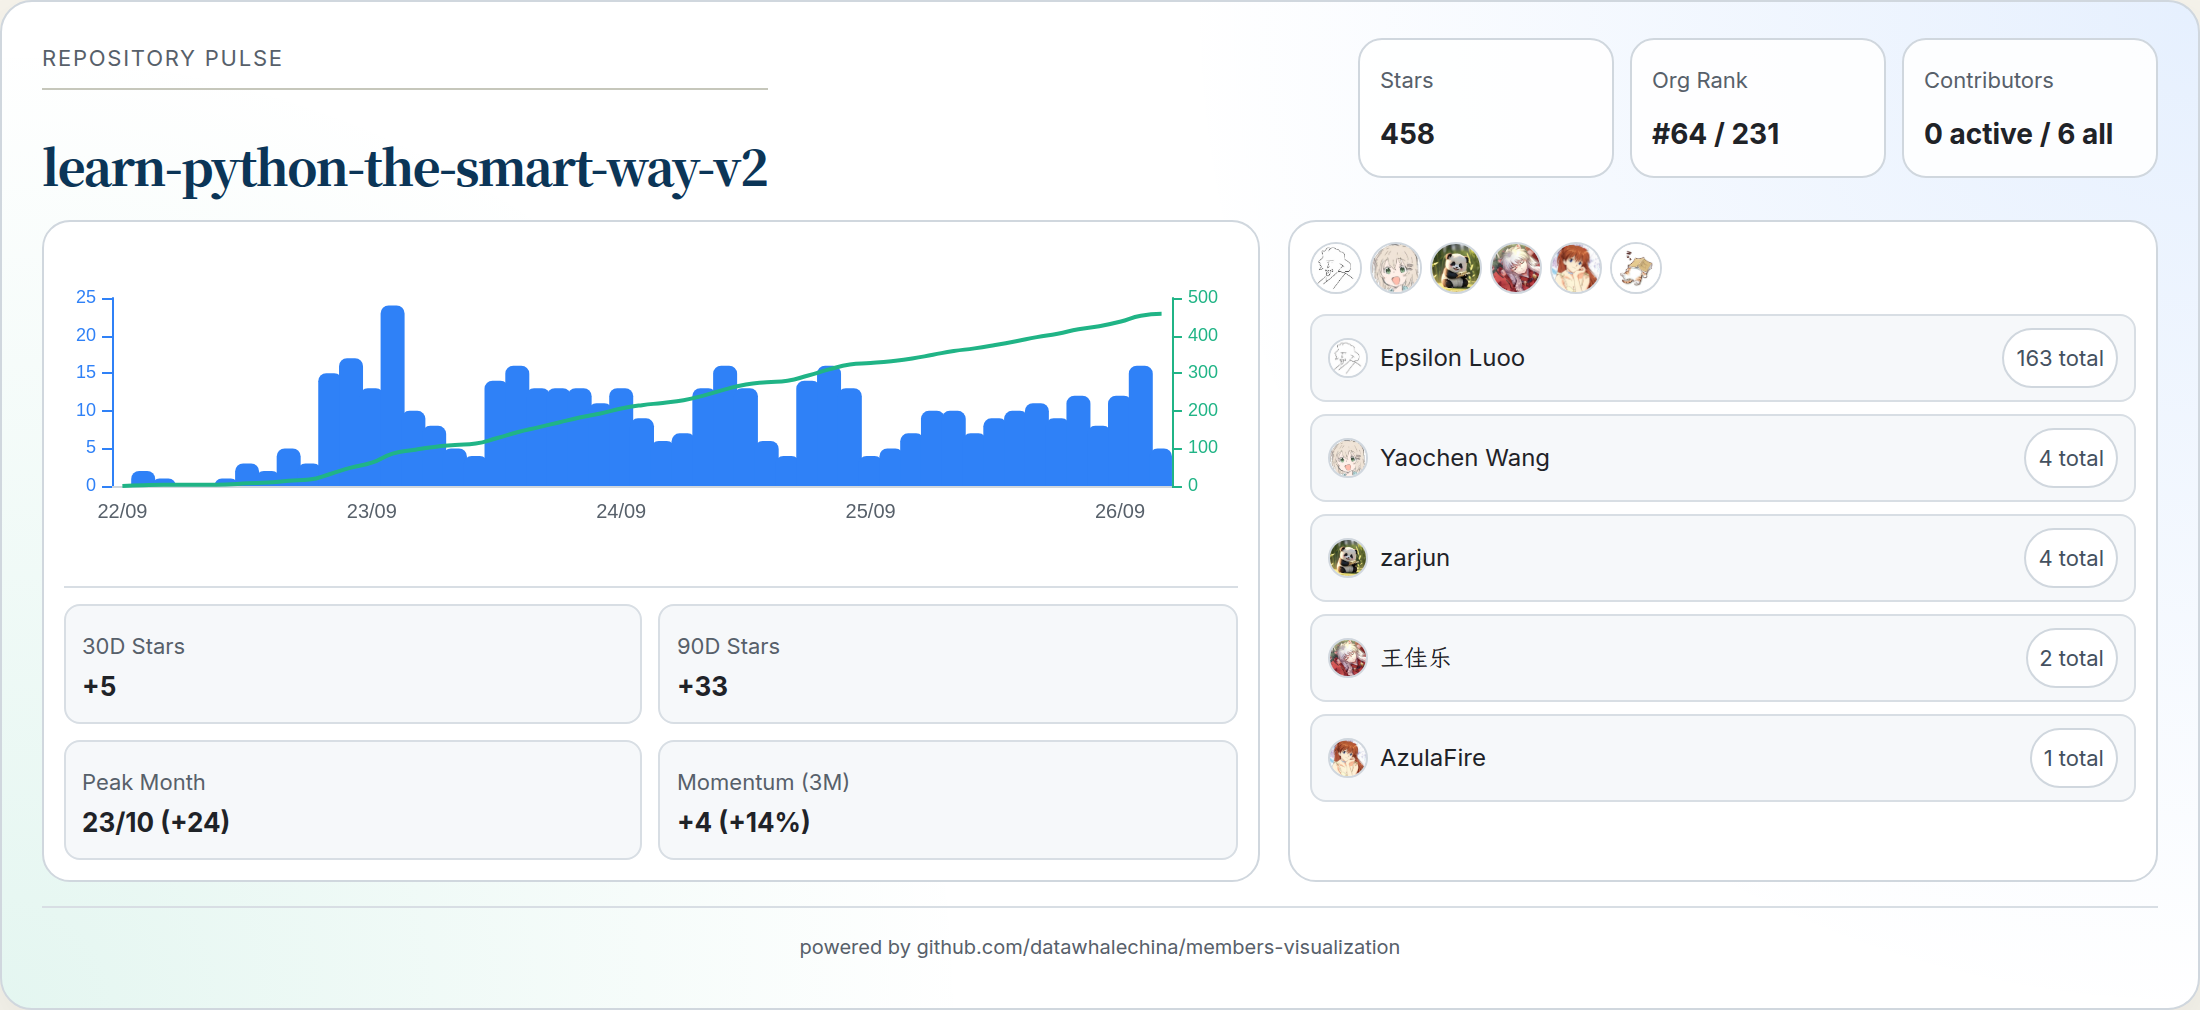 REPOSITORY PULSE
learn-python-the-smart-way-v2
Stars
458
Org Rank
#64 / 231
Contributors
0 active / 6 all
25
20
15
10
5
0
500
400
300
200
100
0
22/09
23/09
24/09
25/09
26/09
30D Stars
+5
90D Stars
+33
Peak Month
23/10 (+24)
Momentum (3M)
+4 (+14%)
Epsilon Luoo
163 total
Yaochen Wang
4 total
zarjun
4 total
王佳乐
2 total
AzulaFire
1 total
powered by github.com/datawhalechina/members-visualization